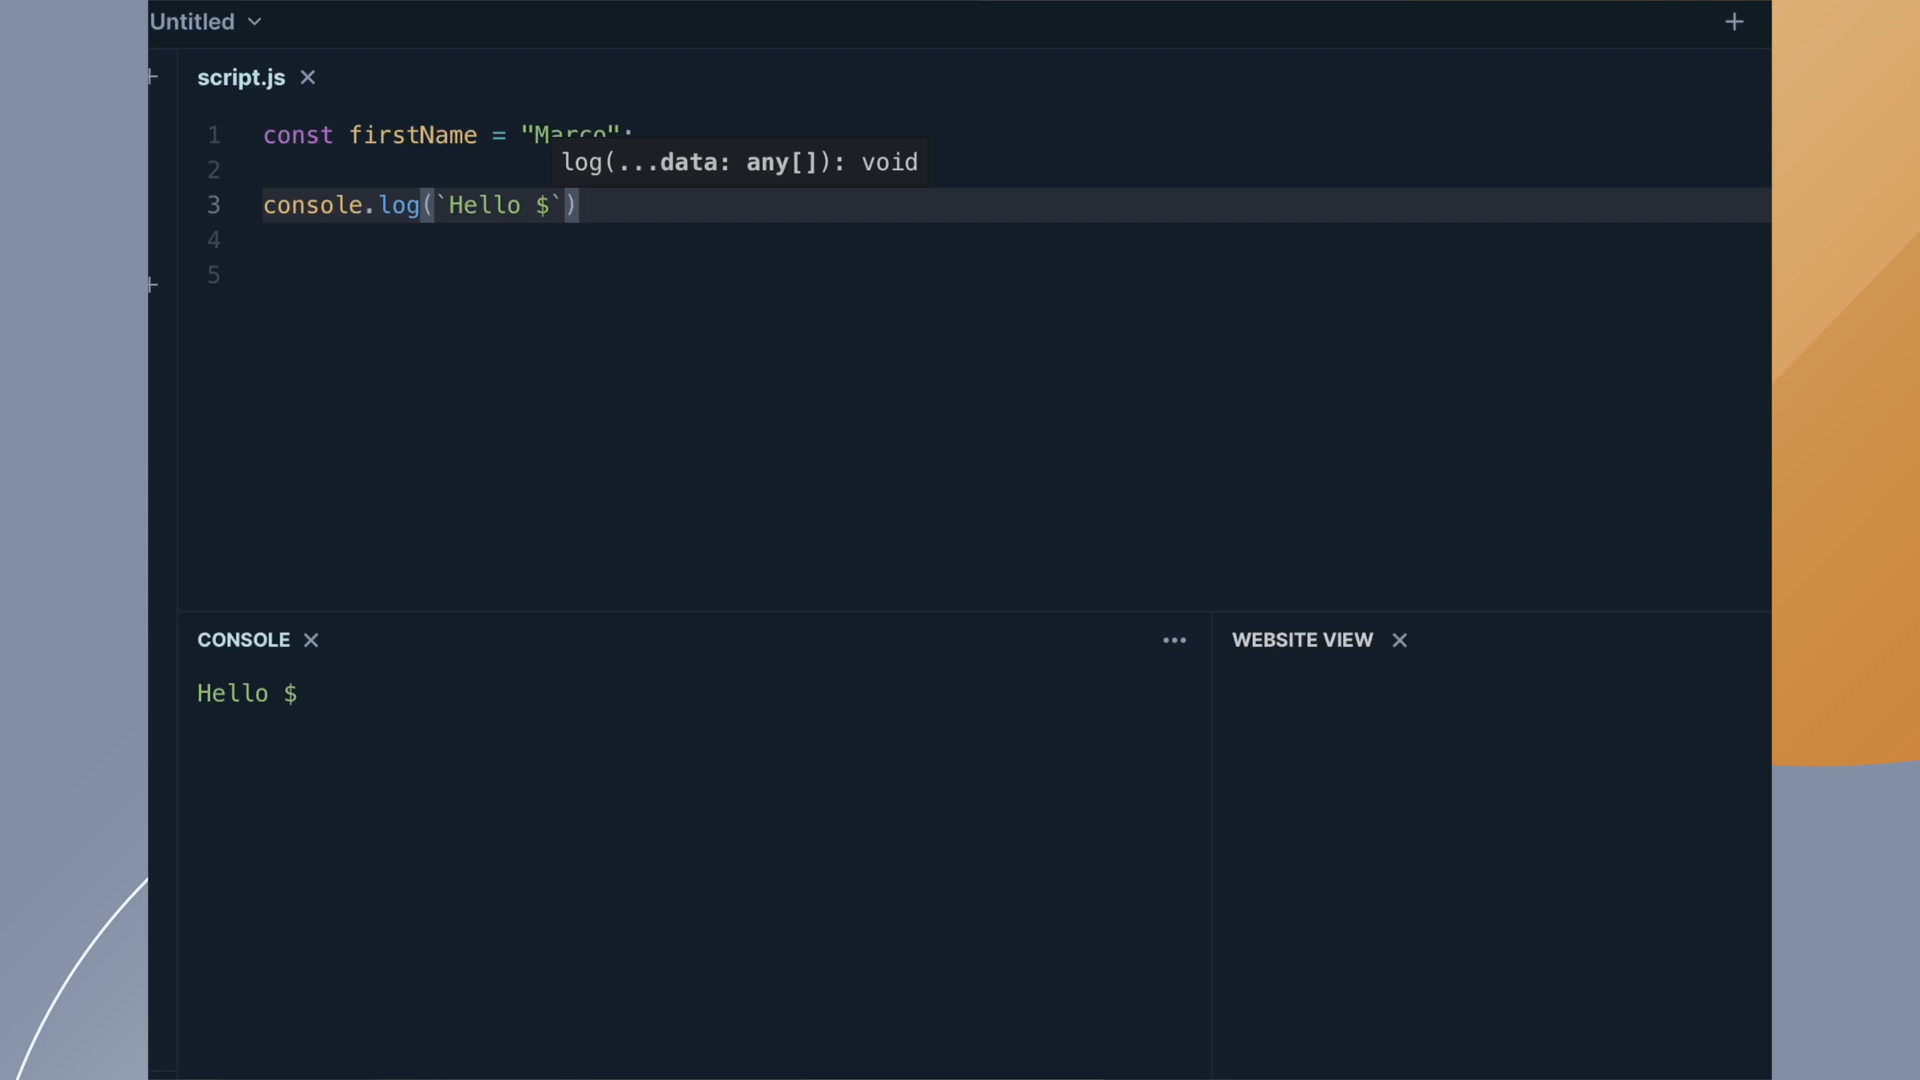 Untitled
script.js
1 const firstName = "Marco";
log(...data: any[]): void
2
3 console.log(`Hello $`)
4
5
CONSOLE
WEBSITE VIEW
Hello $